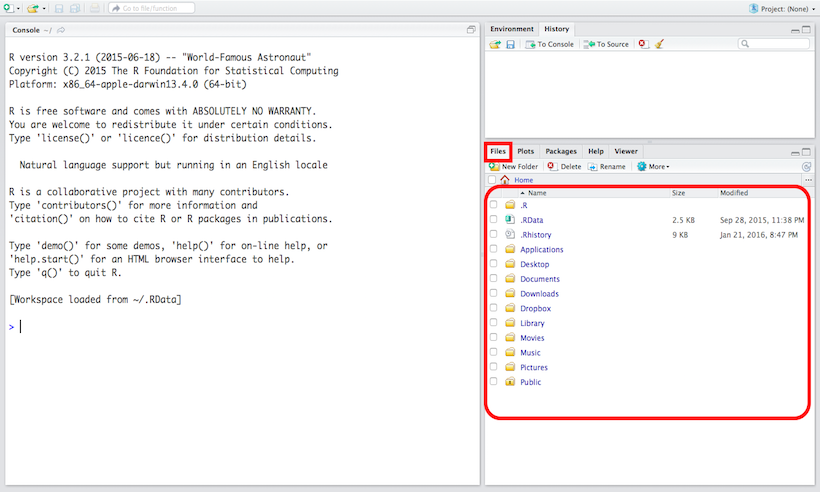 Go to file/function
Project: (None)
Console ~/
R version 3.2.1 (2015-06-18) -- "World-Famous Astronaut"
Copyright (C) 2015 The R Foundation for Statistical Computing
Platform: x86_64-apple-darwin13.4.0 (64-bit)
R is free software and comes with ABSOLUTELY NO WARRANTY.
You are welcome to redistribute it under certain conditions.
Type 'license()' or 'licence()' for distribution details.
Natural language support but running in an English locale
R is a collaborative project with many contributors.
Type 'contributors()' for more information and
'citation()' on how to cite R or R packages in publications.
Type 'demo()' for some demos, 'help()' for on-line help, or
'help.start()' for an HTML browser interface to help.
Type 'q()' to quit R.
[Workspace loaded from ~/.RData]
>
Environment History
To Console To Source
Files Plots Packages Help Viewer
New Folder Delete Rename More
Home ...
Name Size Modified
.R
.RData 2.5 KB Sep 28, 2015, 11:38 PM
.Rhistory 9 KB Jan 21, 2016, 8:47 PM
Applications
Desktop
Documents
Downloads
Dropbox
Library
Movies
Music
Pictures
Public